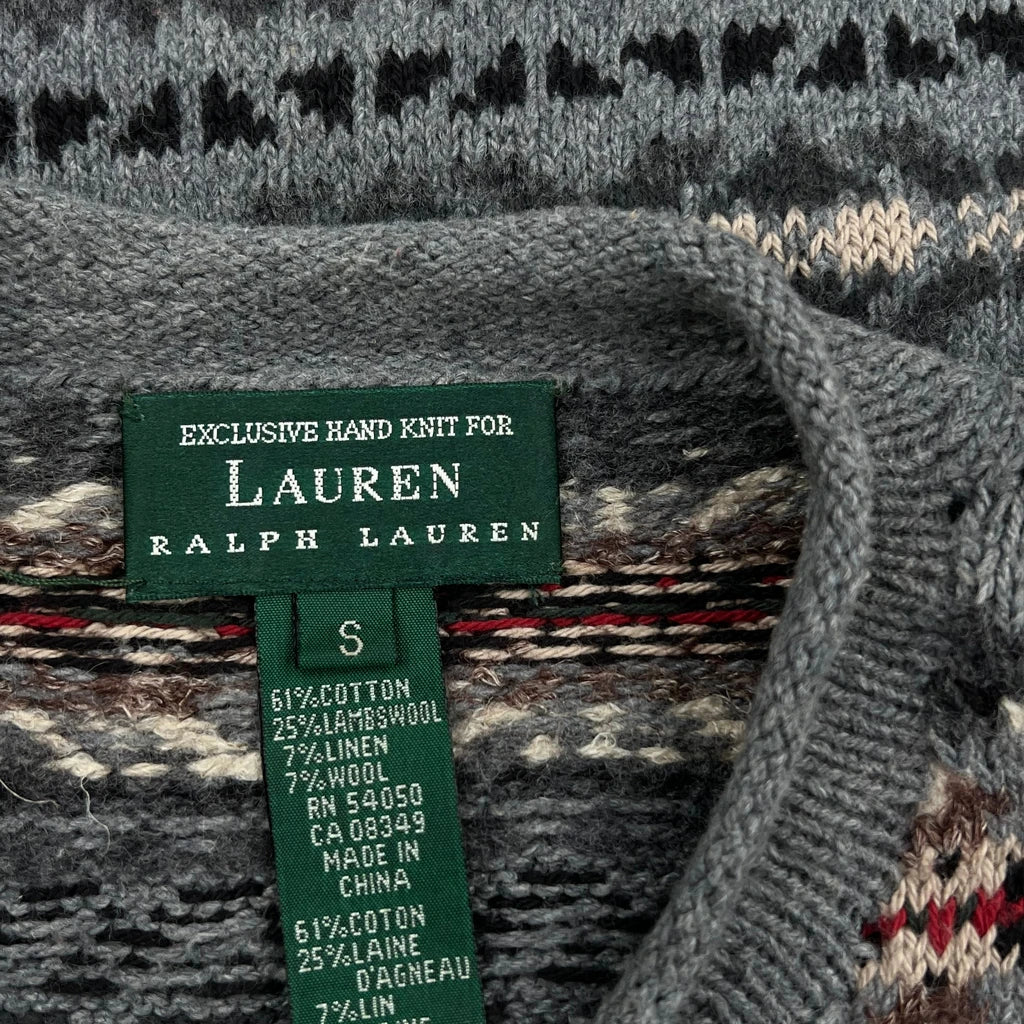 EXCLUSIVE HAND KNIT FOR
LAUREN
RALPH LAUREN
S
61%COTTON
25%LAMBSWOOL
7%LINEN
7%WOOL
RN 54050
CA 08349
MADE IN
CHINA
61%COTON
25%LAINE
D'AGNEAU
7%LIN